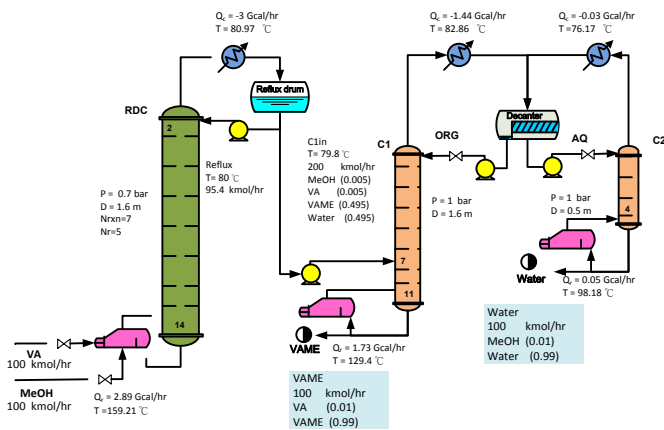 Qc = -3 Gcal/hr
T = 80.97 ℃
Qc = -1.44 Gcal/hr
T = 82.86 ℃
Qc = -0.03 Gcal/hr
T = 76.17 ℃
Reflux drum
RDC
2
Reflux
T= 80 ℃
95.4 kmol/hr
P = 0.7 bar
D = 1.6 m
Nrxn=7
Nr=5
14
VA
100 kmol/hr
MeOH
100 kmol/hr
Qr = 2.89 Gcal/hr
T =159.21 ℃
C1in
T= 79.8 ℃
200 kmol/hr
MeOH (0.005)
VA (0.005)
VAME (0.495)
Water (0.495)
C1
ORG
Decanter
AQ
C2
P = 1 bar
D = 1.6 m
7
11
P = 1 bar
D = 0.5 m
4
Water
Qr = 0.05 Gcal/hr
T = 98.18 ℃
VAME
Qr = 1.73 Gcal/hr
T = 129.4 ℃
VAME
100 kmol/hr
VA (0.01)
VAME (0.99)
Water
100 kmol/hr
MeOH (0.01)
Water (0.99)